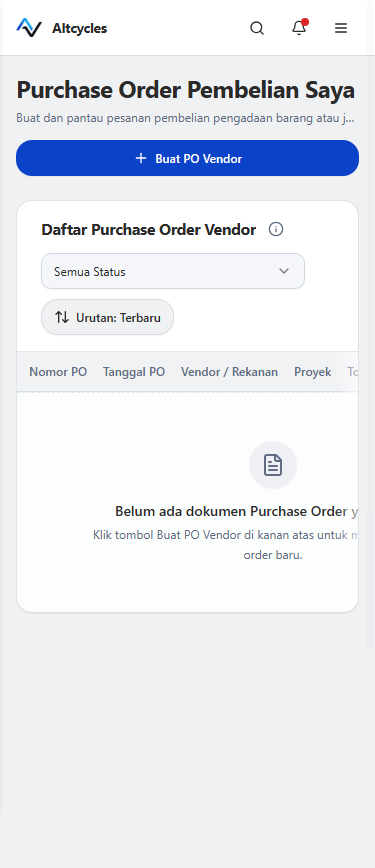 Altcycles
Purchase Order Pembelian Saya
Buat dan pantau pesanan pembelian pengadaan barang atau j...
Buat PO Vendor
Daftar Purchase Order Vendor
Semua Status
Urutan: Terbaru
Nomor PO Tanggal PO Vendor / Rekanan Proyek To
Belum ada dokumen Purchase Order y
Klik tombol Buat PO Vendor di kanan atas untuk m
order baru.